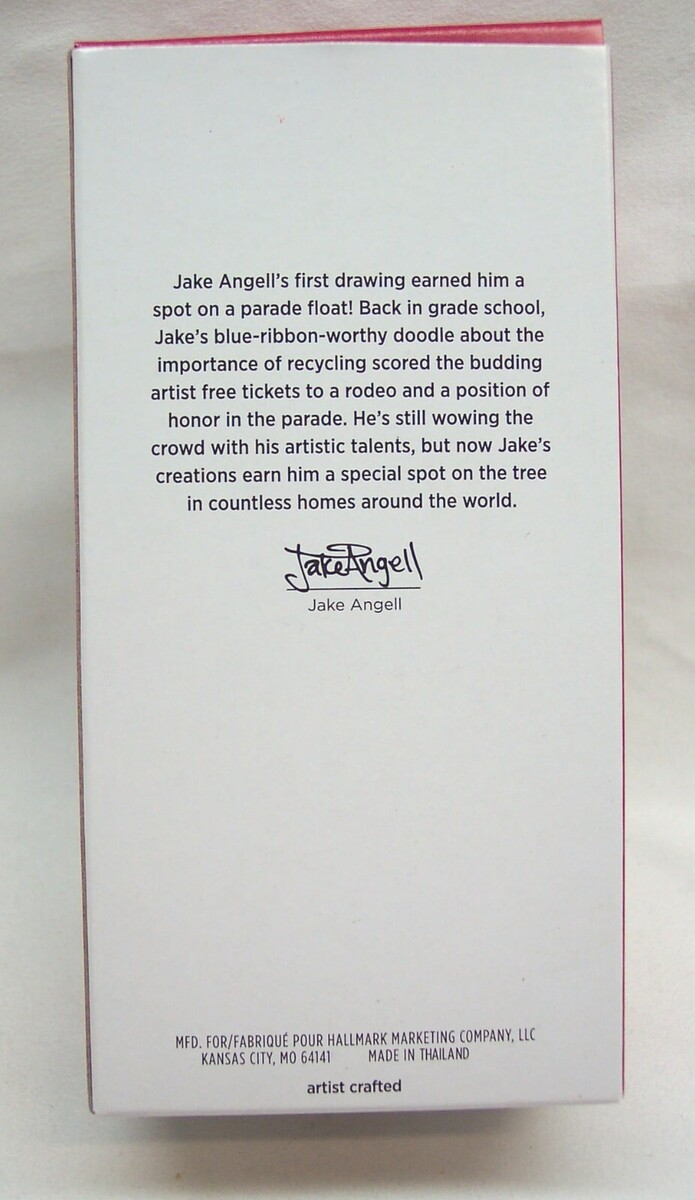 Jake Angell’s first drawing earned him a
spot on a parade float! Back in grade school,
Jake’s blue-ribbon-worthy doodle about the
importance of recycling scored the budding
artist free tickets to a rodeo and a position of
honor in the parade. He’s still wowing the
crowd with his artistic talents, but now Jake’s
creations earn him a special spot on the tree
in countless homes around the world.
Jake Angell
Jake Angell
MFD. FOR/FABRIQUÉ POUR HALLMARK MARKETING COMPANY, LLC
KANSAS CITY, MO 64141 MADE IN THAILAND
artist crafted